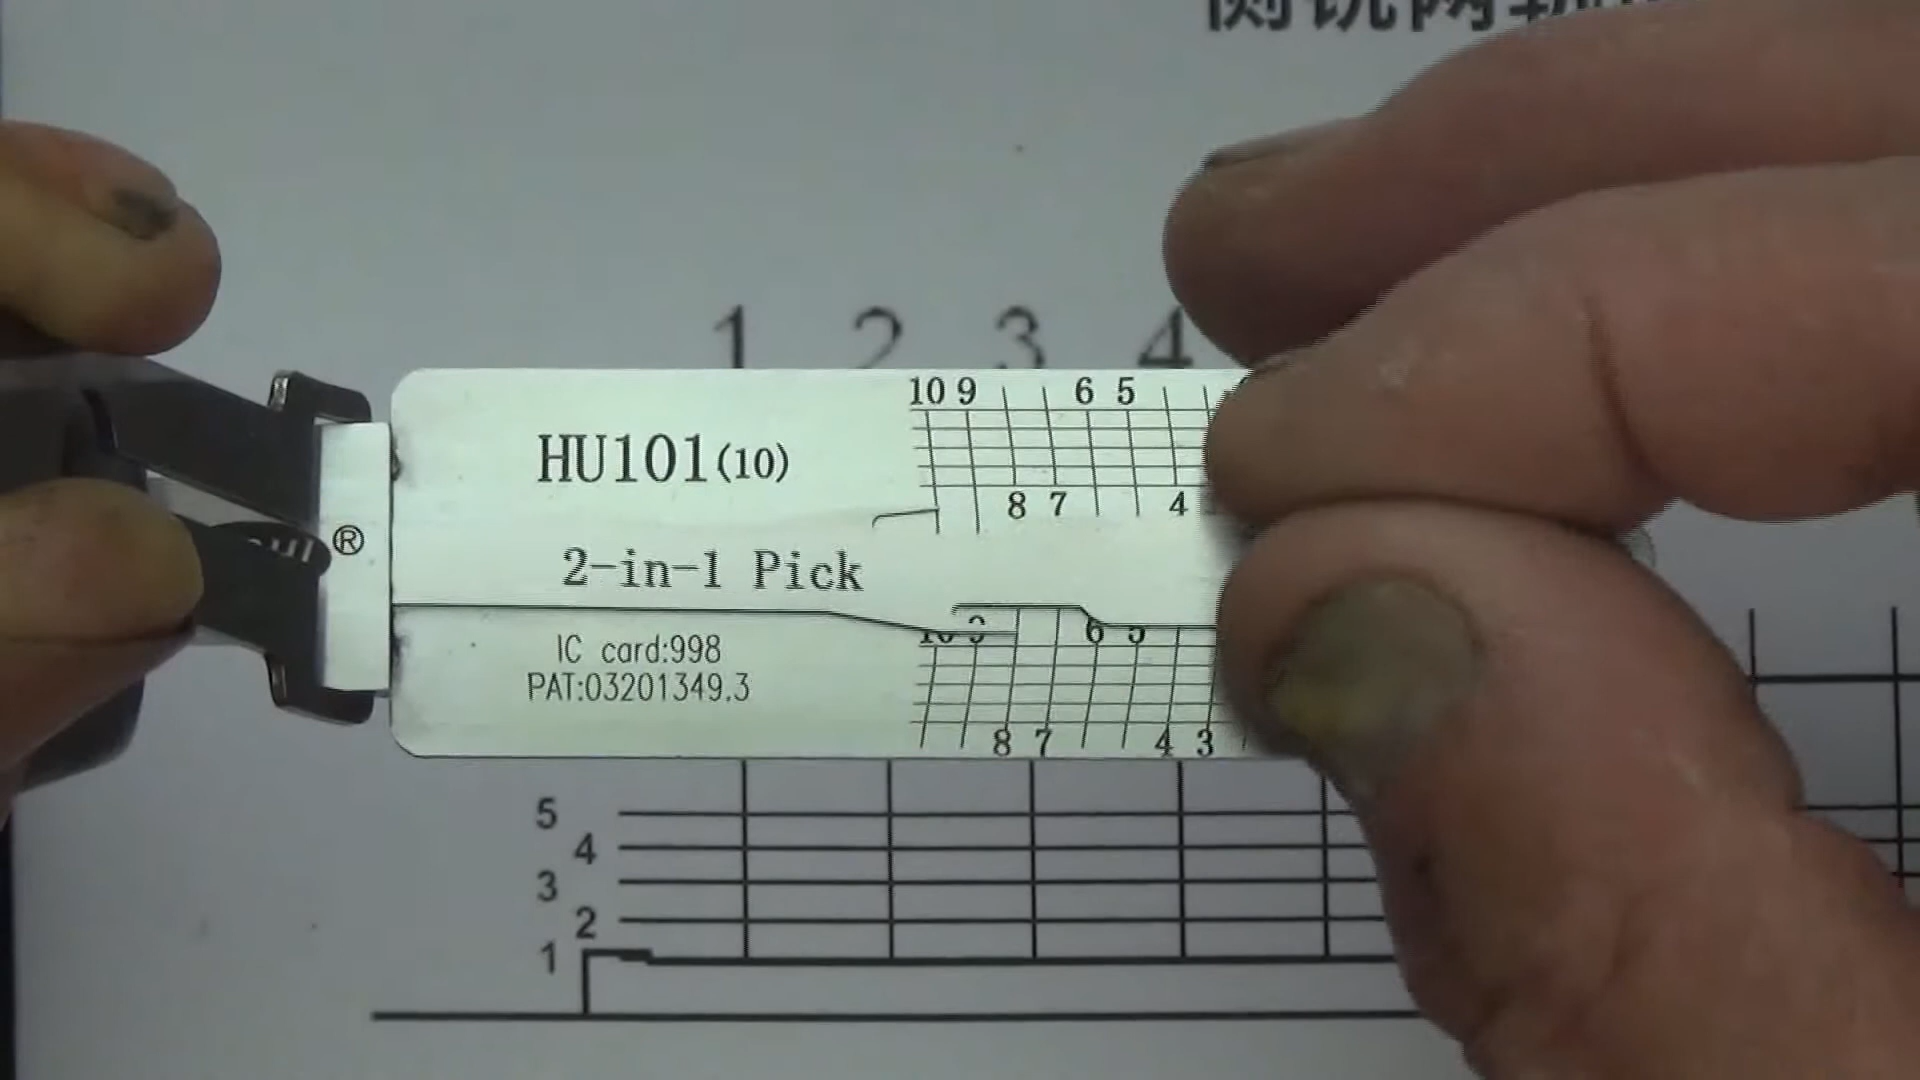 1 2 3 4
10 9 6 5
HU101(10)
8 7 4
®
2-in-1 Pick
6 5
IC card:998
PAT:03201349.3
8 7 4 3
5
4
3
2
1